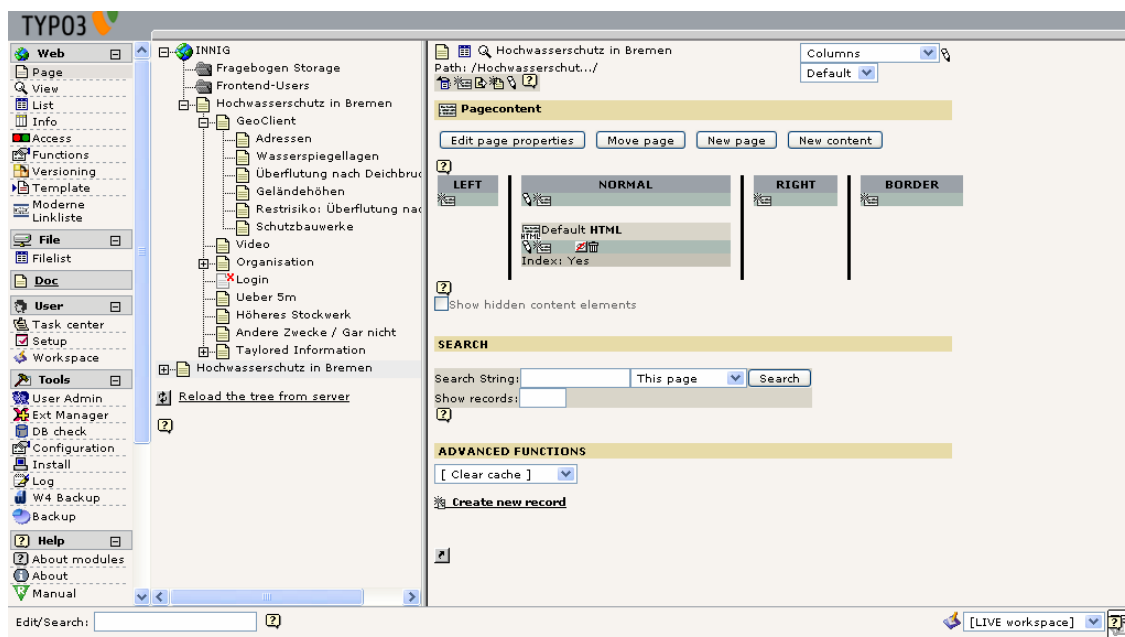 TYPO3
Web
Page
View
List
Info
Access
Functions
Versioning
Template
Moderne
Linkliste
File
Filelist
Doc
User
Task center
Setup
Workspace
Tools
User Admin
Ext Manager
DB check
Configuration
Install
Log
W4 Backup
Backup
Help
About modules
About
Manual
INNIG
Fragebogen Storage
Frontend-Users
Hochwasserschutz in Bremen
GeoClient
Adressen
Wasserspiegellagen
Überflutung nach Deichbru
Geländehöhen
Restrisiko: Überflutung na
Schutzbauwerke
Video
Organisation
Login
Ueber 5m
Höheres Stockwerk
Andere Zwecke / Gar nicht
Taylored Information
Hochwasserschutz in Bremen
Reload the tree from server
Hochwasserschutz in Bremen
Columns
Path: /Hochwasserschut.../
Default
Pagecontent
Edit page properties Move page New page New content
LEFT NORMAL RIGHT BORDER
HTML Default HTML
Index: Yes
Show hidden content elements
SEARCH
Search String: This page Search
Show records:
ADVANCED FUNCTIONS
[ Clear cache ]
Create new record
Edit/Search:
[LIVE workspace]